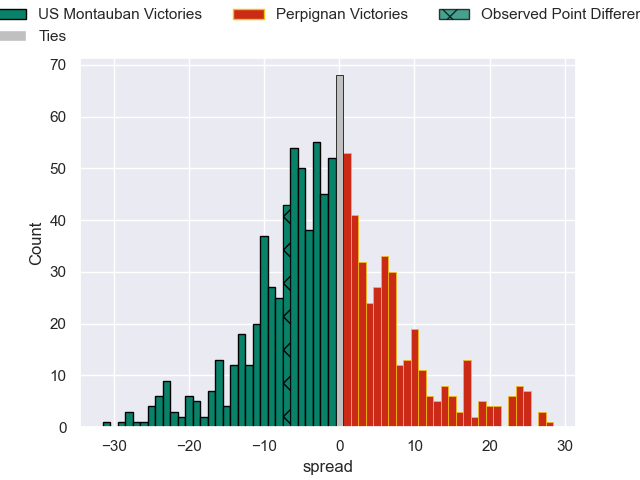 US Montauban Victories
Perpignan Victories
Observed Point
Ties
70
60
50
40
30
20
10
0
Count
−30
−20
−10
0
10
20
30
spread